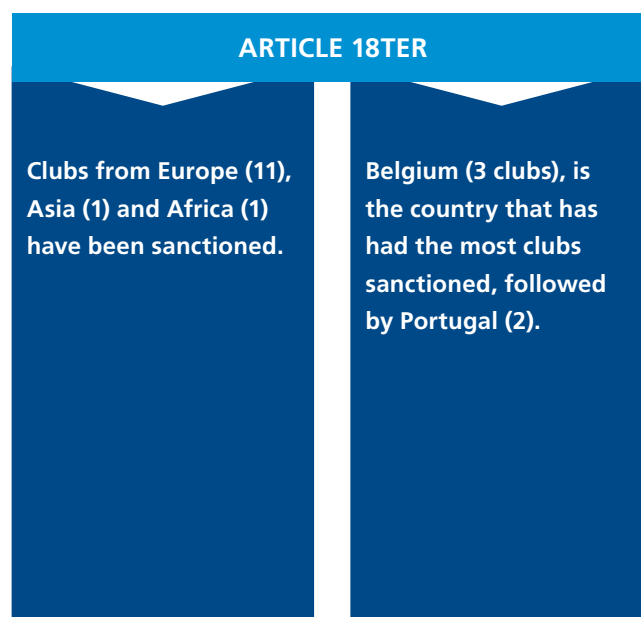 ARTICLE 18TER
Clubs from Europe (11),
Asia (1) and Africa (1)
have been sanctioned.
Belgium (3 clubs), is
the country that has
had the most clubs
sanctioned, followed
by Portugal (2).